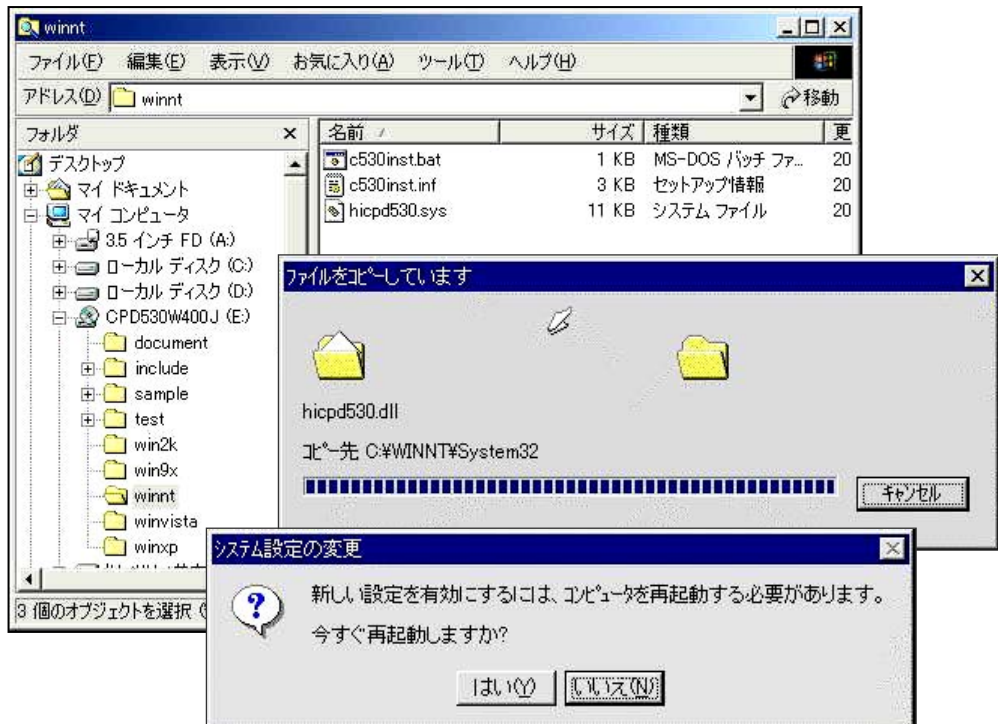 winnt
ファイル(F) 編集(E) 表示(V) お気に入り(A) ツール(T) ヘルプ(H)
アドレス(D) winnt 移動
フォルダ
デスクトップ
マイ ドキュメント
マイ コンピュータ
3.5 インチ FD (A:)
ローカル ディスク (C:)
ローカル ディスク (D:)
CPD530W400J (E:)
document
include
sample
test
win2k
win9x
winnt
winvista
winxp
3 個のオブジェクトを選択
名前 サイズ 種類 更
c530inst.bat 1 KB MS-DOS バッチ ファ... 20
c530inst.inf 3 KB セットアップ情報 20
hicpd530.sys 11 KB システム ファイル 20
ファイルをコピーしています
hicpd530.dll
コピー先 C:¥WINNT¥System32
キャンセル
システム設定の変更
新しい設定を有効にするには、コンピュータを再起動する必要があります。
今すぐ再起動しますか?
はい(Y) いいえ(N)